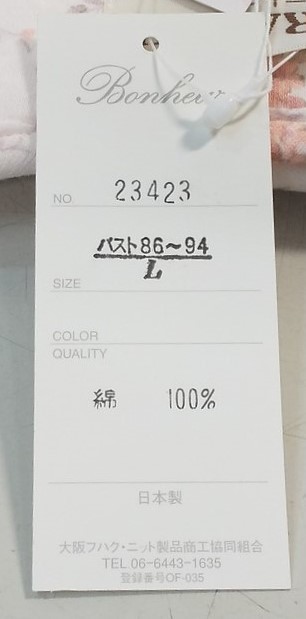 Bonheur
NO. 23423
バスト86〜94
L
SIZE
COLOR
QUALITY
綿 100%
日本製
大阪フハク・ニット製品商工協同組合
TEL.06-6443-1635
登録番号OF-035